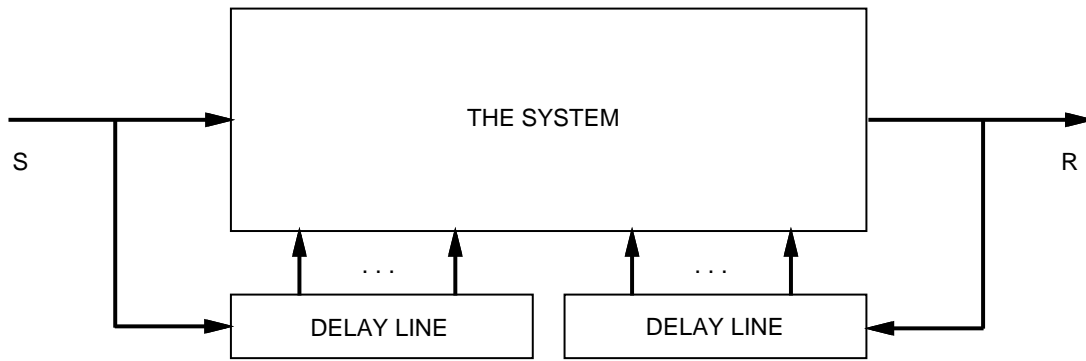 THE SYSTEM
S
R
. . .
. . .
DELAY LINE
DELAY LINE